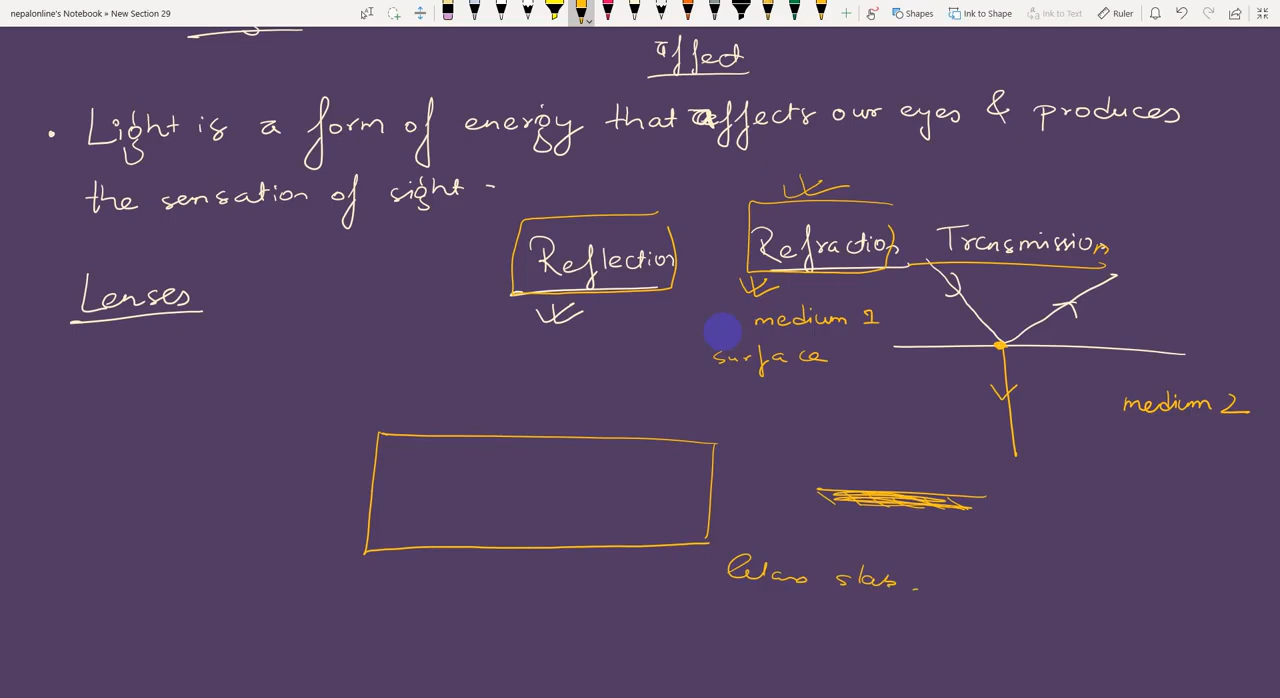 nepalonline's Notebook » New Section 29
Shapes
Ink to Shape
Ink to Text
Ruler
Effect
• Light is a form of energy that affects our eyes & produces
the sensation of sight -
Reflection
Refraction
Transmission
Lenses
medium 1
surface
medium 2
Glass slab.